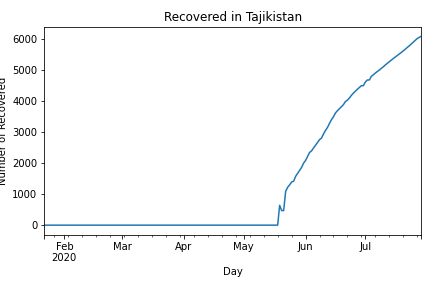 Recovered in Tajikistan
6000
5000
4000
3000
2000
1000
0
Number of Recovered
Feb
2020
Mar
Apr
May
Jun
Jul
Day